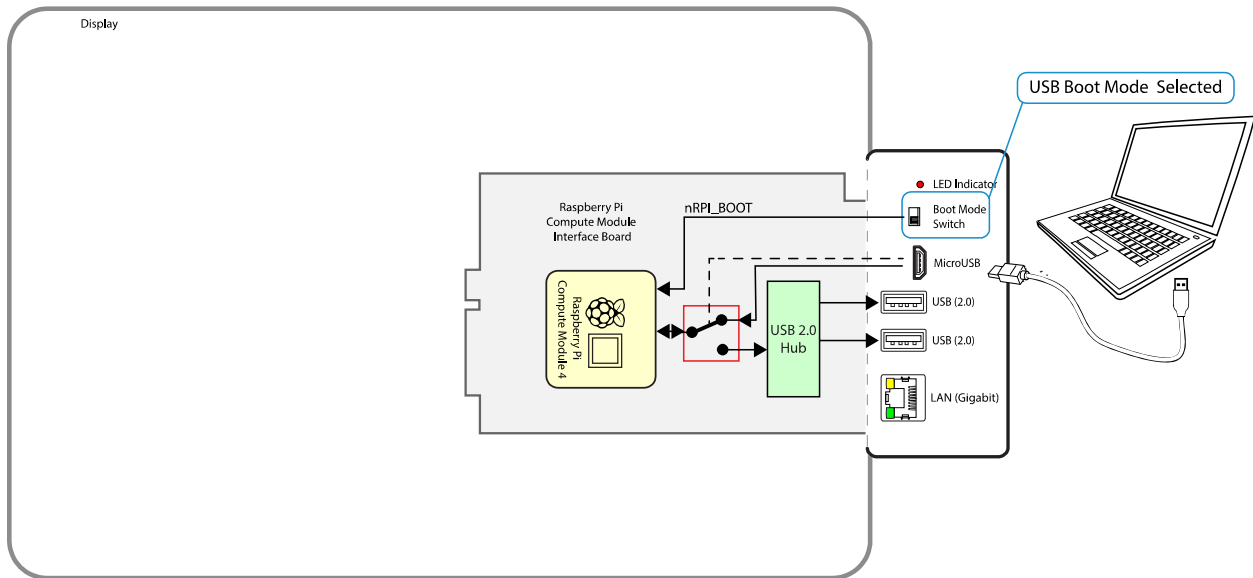 Display
USB Boot Mode Selected
LED Indicator
Raspberry Pi
Compute Module
Interface Board
nRPI_BOOT
Boot Mode
Switch
MicroUSB
Raspberry Pi
Compute Module 4
USB 2.0
Hub
USB (2.0)
USB (2.0)
LAN (Gigabit)